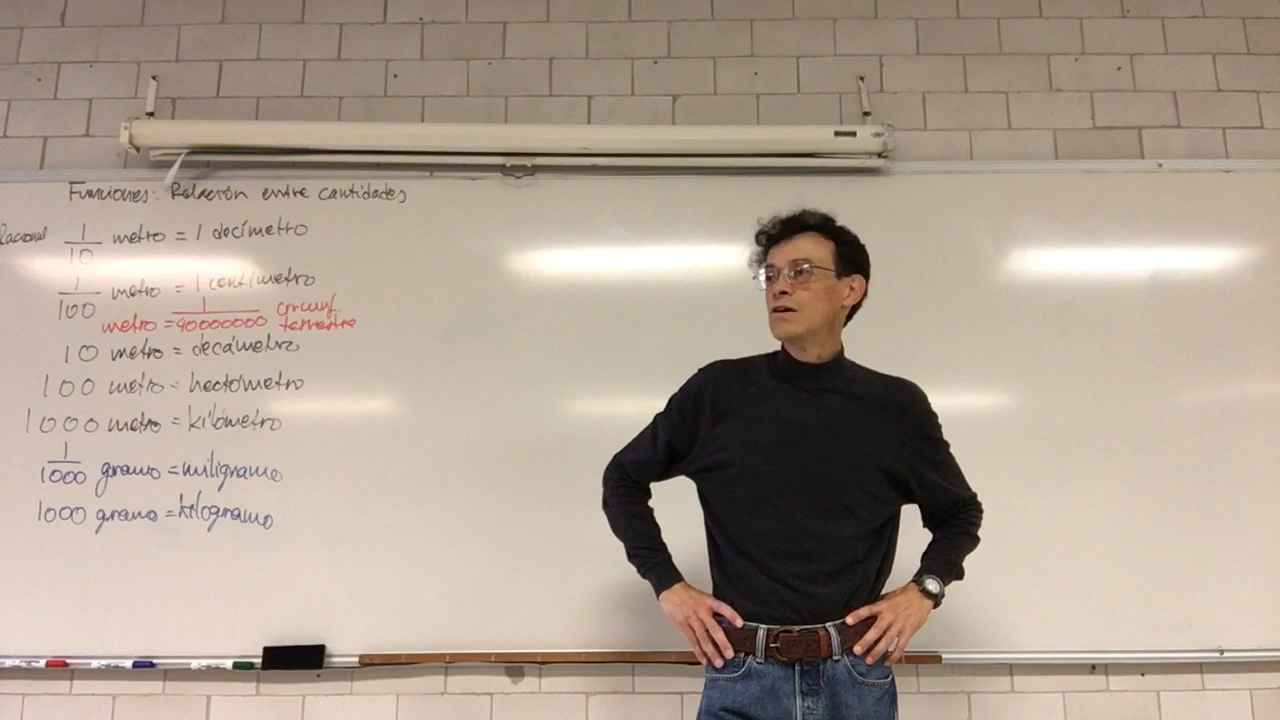 Funciones: Relación entre cantidades
1/10 metro = 1 decímetro
1/100 metro = 1 centímetro
metro = 1/40000000 circunf. terrestre
10 metro = decámetro
100 metro = hectómetro
1000 metro = kilómetro
1/1000 gramo = miligramo
1000 gramo = kilogramo